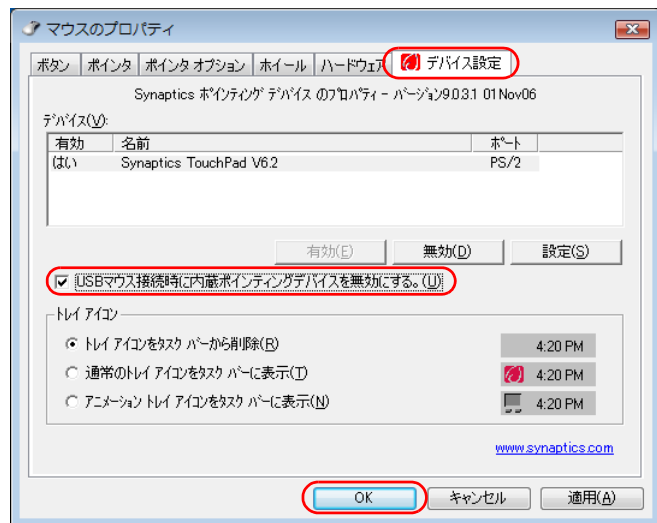 マウスのプロパティ
ボタン ポインタ ポインタ オプション ホイール ハードウェア デバイス設定
Synaptics ポインティング デバイス のプロパティ - バージョン9.0.3.1 01Nov06
デバイス(V):
有効 名前 ポート
はい Synaptics TouchPad V6.2 PS/2
有効(E) 無効(D) 設定(S)
USBマウス接続時に内蔵ポインティングデバイスを無効にする。(U)
トレイ アイコン
トレイ アイコンをタスク バーから削除(R) 4:20 PM
通常のトレイ アイコンをタスク バーに表示(T) 4:20 PM
アニメーション トレイ アイコンをタスク バーに表示(N) 4:20 PM
www.synaptics.com
OK キャンセル 適用(A)